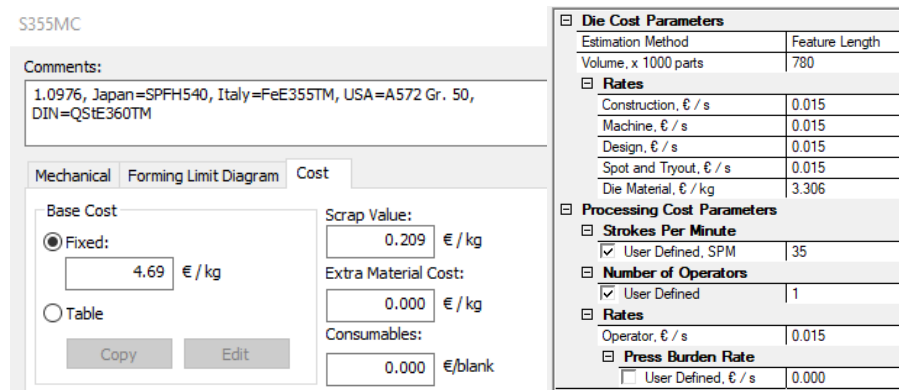 S355MC
Comments:
1.0976, Japan=SPFH540, Italy=FeE355TM, USA=A572 Gr. 50,
DIN=QStE360TM
Mechanical Forming Limit Diagram Cost
Base Cost
Fixed:
4.69 € / kg
Table
Copy Edit
Scrap Value:
0.209 € / kg
Extra Material Cost:
0.000 € / kg
Consumables:
0.000 €/blank
Die Cost Parameters
Estimation Method Feature Length
Volume, x 1000 parts 780
Rates
Construction, € / s 0.015
Machine, € / s 0.015
Design, € / s 0.015
Spot and Tryout, € / s 0.015
Die Material, € / kg 3.306
Processing Cost Parameters
Strokes Per Minute
User Defined, SPM 35
Number of Operators
User Defined 1
Rates
Operator, € / s 0.015
Press Burden Rate
User Defined, € / s 0.000